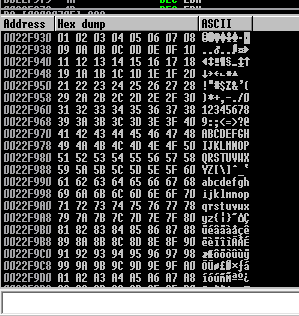 Address Hex dump ASCII
0022F930 01 02 03 04 05 06 07 08
0022F938 09 0A 0B 0C 0D 0E 0F 10
0022F940 11 12 13 14 15 16 17 18
0022F948 19 1A 1B 1C 1D 1E 1F 20
0022F950 21 22 23 24 25 26 27 28 !"#$%&'(
0022F958 29 2A 2B 2C 2D 2E 2F 30 )*+,-./0
0022F960 31 32 33 34 35 36 37 38 12345678
0022F968 39 3A 3B 3C 3D 3E 3F 40 9:;<=>?@
0022F970 41 42 43 44 45 46 47 48 ABCDEFGH
0022F978 49 4A 4B 4C 4D 4E 4F 50 IJKLMNOP
0022F980 51 52 53 54 55 56 57 58 QRSTUVWX
0022F988 59 5A 5B 5C 5D 5E 5F 60 YZ[\]^_`
0022F990 61 62 63 64 65 66 67 68 abcdefgh
0022F998 69 6A 6B 6C 6D 6E 6F 70 ijklmnop
0022F9A0 71 72 73 74 75 76 77 78 qrstuvwx
0022F9A8 79 7A 7B 7C 7D 7E 7F 80 yz{|}~⌂Ç
0022F9B0 81 82 83 84 85 86 87 88 üéâäàåçê
0022F9B8 89 8A 8B 8C 8D 8E 8F 90 ëèïîìÄÅÉ
0022F9C0 91 92 93 94 95 96 97 98 æÆôöòûùÿ
0022F9C8 99 9A 9B 9C 9D 9E 9F A0 ÖÜø£Ø×ƒá
0022F9D0 A1 A2 A3 A4 A5 A6 A7 A8 íóúñѪº¿